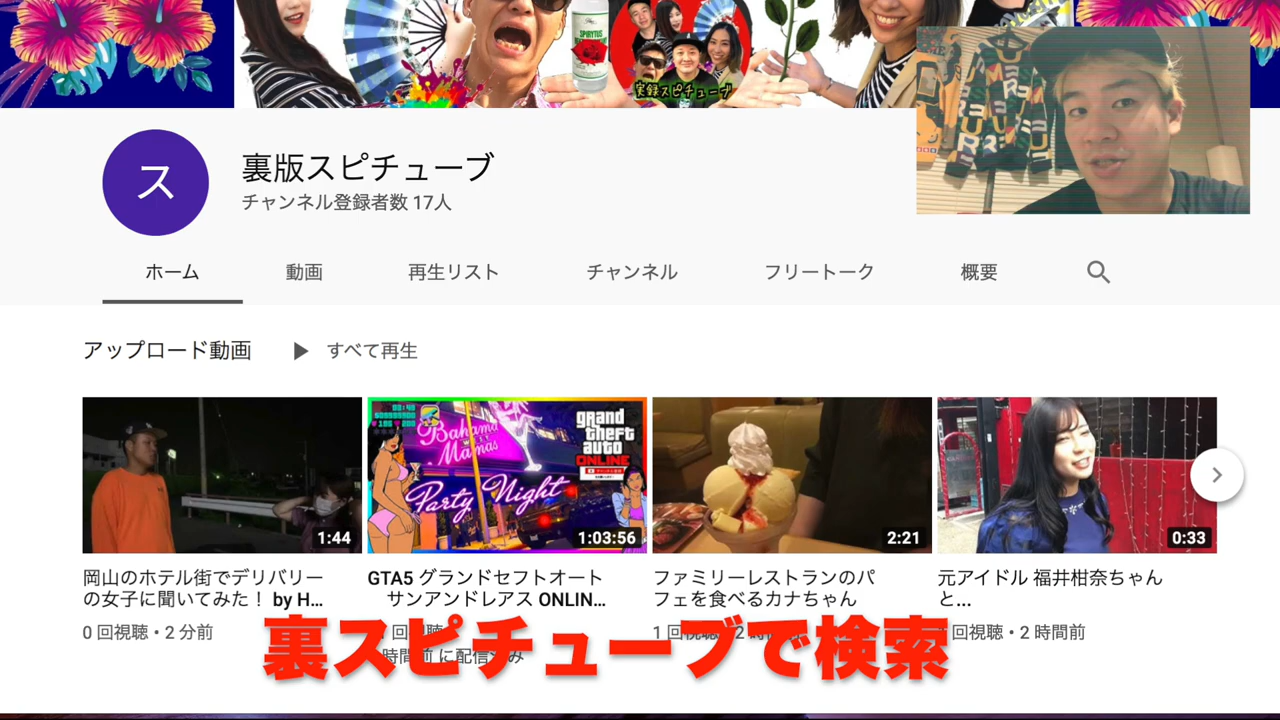 SPIRYTUS
実録スピチューブ
ス
裏版スピチューブ
チャンネル登録者数 17人
ホーム
動画
再生リスト
チャンネル
フリートーク
概要
アップロード動画
すべて再生
1:44
Bahama
Mamas
Party Night
grand
theft
auto
ONLINE
1:03:56
2:21
0:33
岡山のホテル街でデリバリー
の女子に聞いてみた！ by H...
0 回視聴・2 分前
GTA5 グランドセフトオート
サンアンドレアス ONLIN...
ファミリーレストランのパ
フェを食べるカナちゃん
元アイドル 福井柑奈ちゃん
と...
回視聴・2 時間前
裏スピチューブで検索